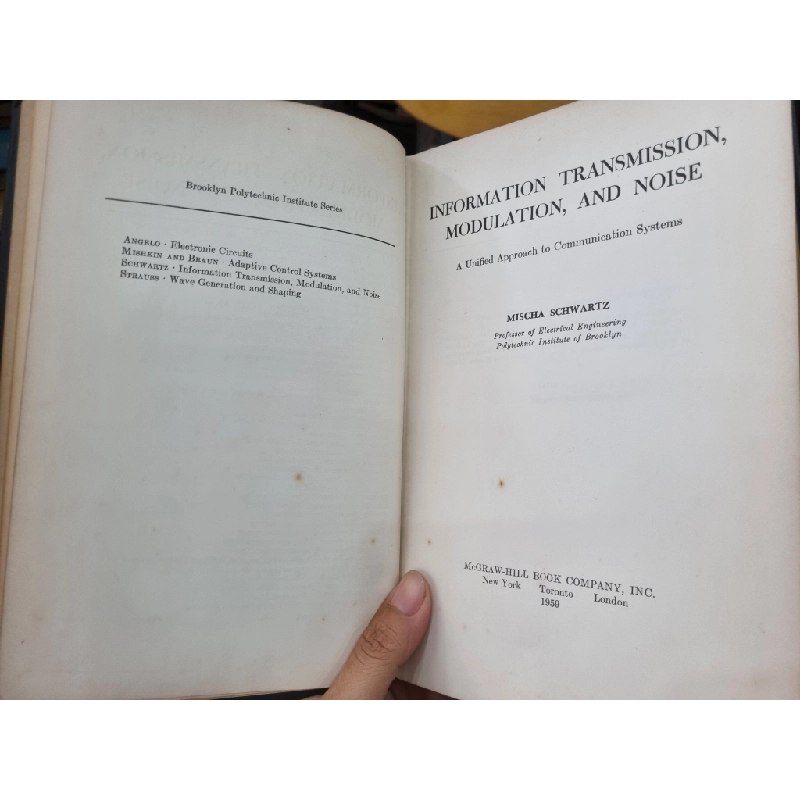 Brooklyn Polytechnic Institute Series
ANGELO · Electronic Circuits
MISHKIN AND BRAUN Adaptive Control Systems
SCHWARTZ · Information Transmission, Modulation, and Noise
STRAUSS · Wave Generation and Shaping
INFORMATION TRANSMISSION,
MODULATION, AND NOISE
A Unified Approach to Communication Systems
MISCHA SCHWARTZ
Professor of Electrical Engineering
Polytechnic Institute of Brooklyn
McGRAW-HILL BOOK COMPANY, INC.
New York Toronto London